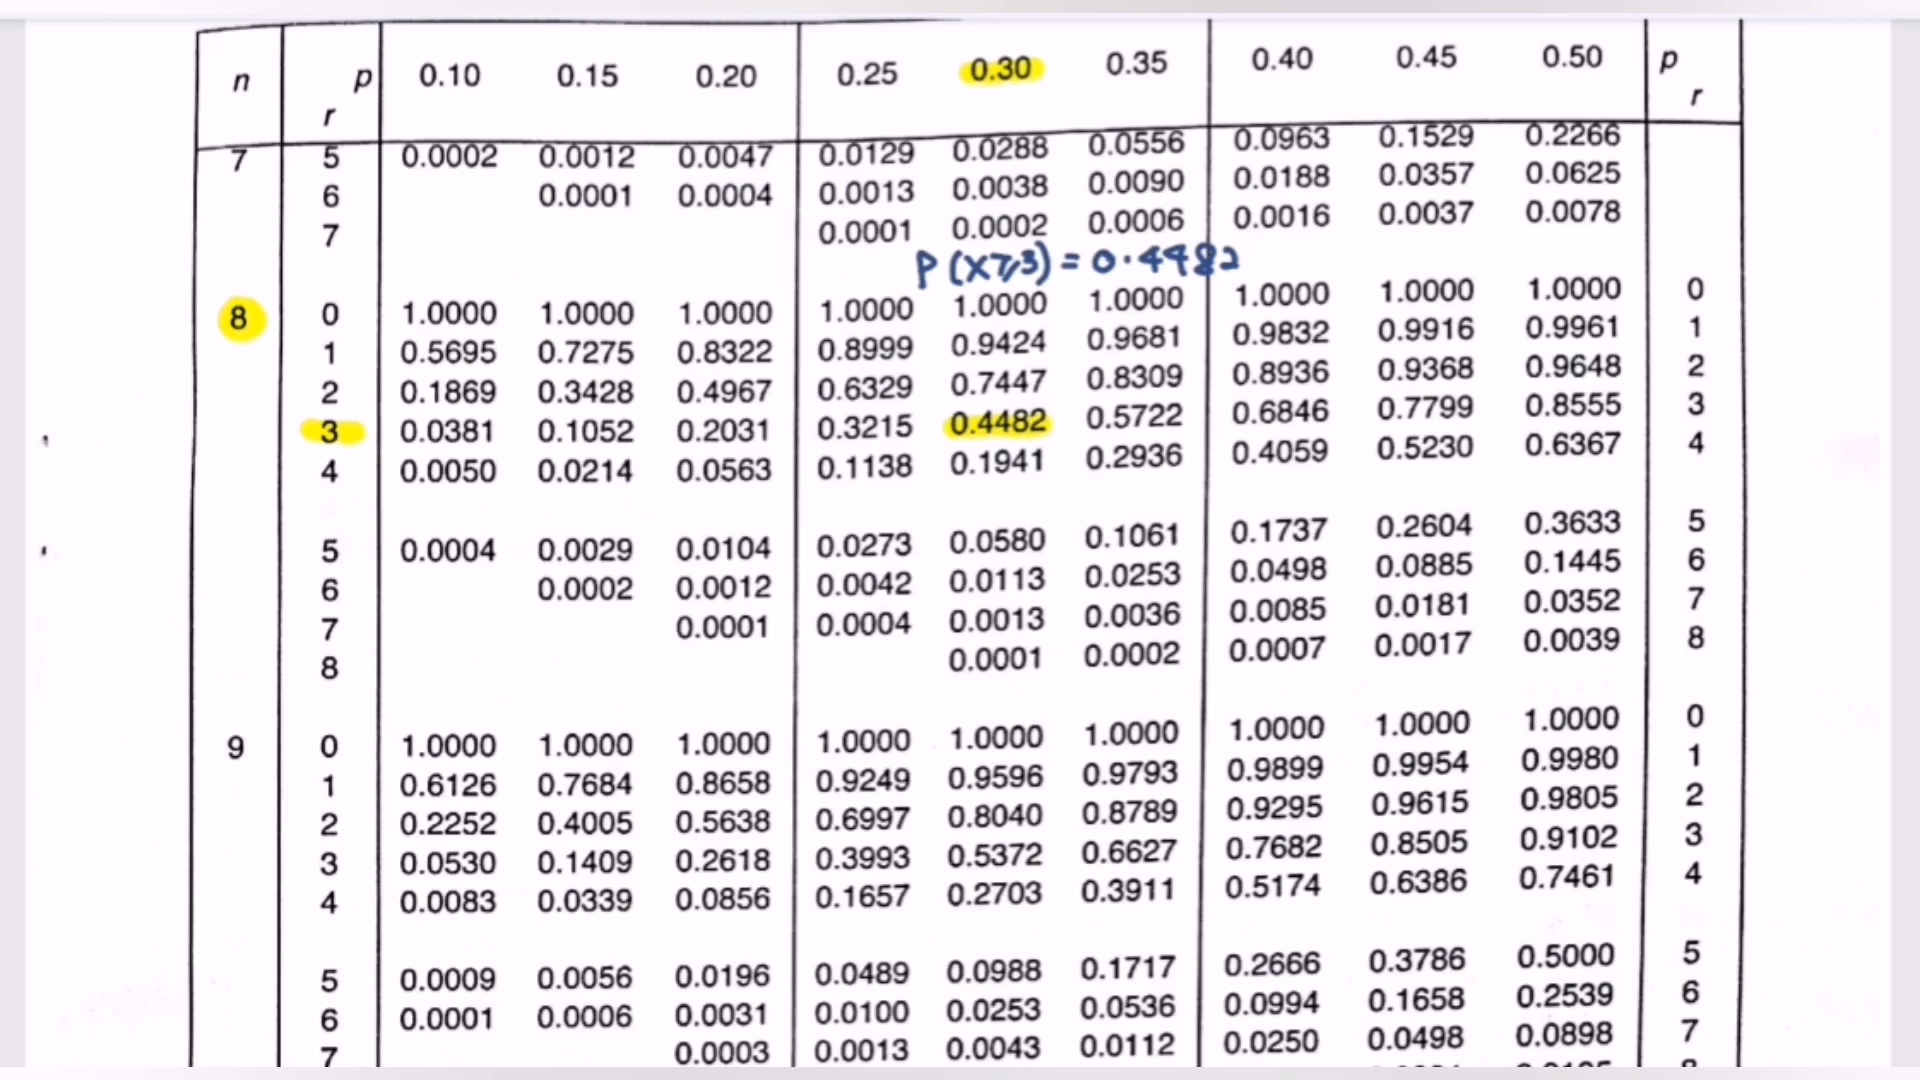 n p 0.10 0.15 0.20 0.25 0.30 0.35 0.40 0.45 0.50 p
r r
7 5 0.0002 0.0012 0.0047 0.0129 0.0288 0.0556 0.0963 0.1529 0.2266
6 0.0001 0.0004 0.0013 0.0038 0.0090 0.0188 0.0357 0.0625
7 0.0001 0.0002 0.0006 0.0016 0.0037 0.0078
P (X ⩾ 3) = 0.4482
8 0 1.0000 1.0000 1.0000 1.0000 1.0000 1.0000 1.0000 1.0000 1.0000 0
1 0.5695 0.7275 0.8322 0.8999 0.9424 0.9681 0.9832 0.9916 0.9961 1
2 0.1869 0.3428 0.4967 0.6329 0.7447 0.8309 0.8936 0.9368 0.9648 2
3 0.0381 0.1052 0.2031 0.3215 0.4482 0.5722 0.6846 0.7799 0.8555 3
4 0.0050 0.0214 0.0563 0.1138 0.1941 0.2936 0.4059 0.5230 0.6367 4
5 0.0004 0.0029 0.0104 0.0273 0.0580 0.1061 0.1737 0.2604 0.3633 5
6 0.0002 0.0012 0.0042 0.0113 0.0253 0.0498 0.0885 0.1445 6
7 0.0001 0.0004 0.0013 0.0036 0.0085 0.0181 0.0352 7
8 0.0001 0.0002 0.0007 0.0017 0.0039 8
9 0 1.0000 1.0000 1.0000 1.0000 1.0000 1.0000 1.0000 1.0000 1.0000 0
1 0.6126 0.7684 0.8658 0.9249 0.9596 0.9793 0.9899 0.9954 0.9980 1
2 0.2252 0.4005 0.5638 0.6997 0.8040 0.8789 0.9295 0.9615 0.9805 2
3 0.0530 0.1409 0.2618 0.3993 0.5372 0.6627 0.7682 0.8505 0.9102 3
4 0.0083 0.0339 0.0856 0.1657 0.2703 0.3911 0.5174 0.6386 0.7461 4
5 0.0009 0.0056 0.0196 0.0489 0.0988 0.1717 0.2666 0.3786 0.5000 5
6 0.0001 0.0006 0.0031 0.0100 0.0253 0.0536 0.0994 0.1658 0.2539 6
7 0.0003 0.0013 0.0043 0.0112 0.0250 0.0498 0.0898 7